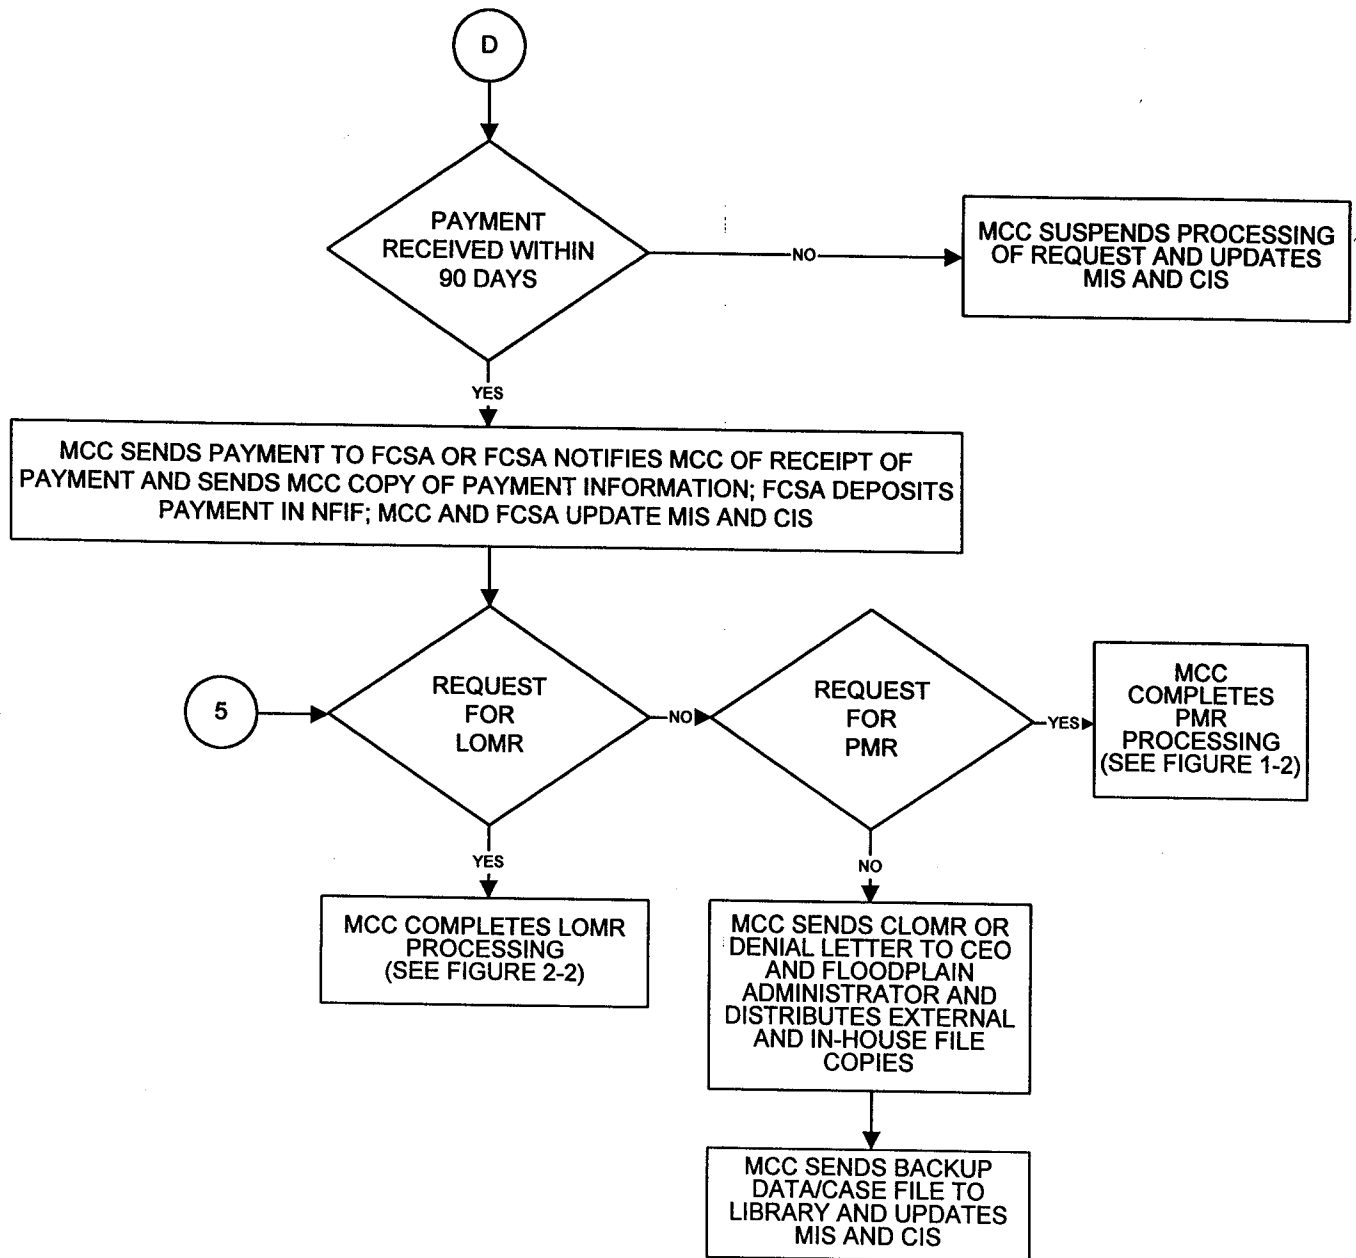 D
PAYMENT
RECEIVED WITHIN
90 DAYS
NO
MCC SUSPENDS PROCESSING
OF REQUEST AND UPDATES
MIS AND CIS
YES
MCC SENDS PAYMENT TO FCSA OR FCSA NOTIFIES MCC OF RECEIPT OF
PAYMENT AND SENDS MCC COPY OF PAYMENT INFORMATION; FCSA DEPOSITS
PAYMENT IN NFIF; MCC AND FCSA UPDATE MIS AND CIS
5
REQUEST
FOR
LOMR
NO
REQUEST
FOR
PMR
YES
MCC
COMPLETES
PMR
PROCESSING
(SEE FIGURE 1-2)
YES
MCC COMPLETES LOMR
PROCESSING
(SEE FIGURE 2-2)
NO
MCC SENDS CLOMR OR
DENIAL LETTER TO CEO
AND FLOODPLAIN
ADMINISTRATOR AND
DISTRIBUTES EXTERNAL
AND IN-HOUSE FILE
COPIES
MCC SENDS BACKUP
DATA/CASE FILE TO
LIBRARY AND UPDATES
MIS AND CIS